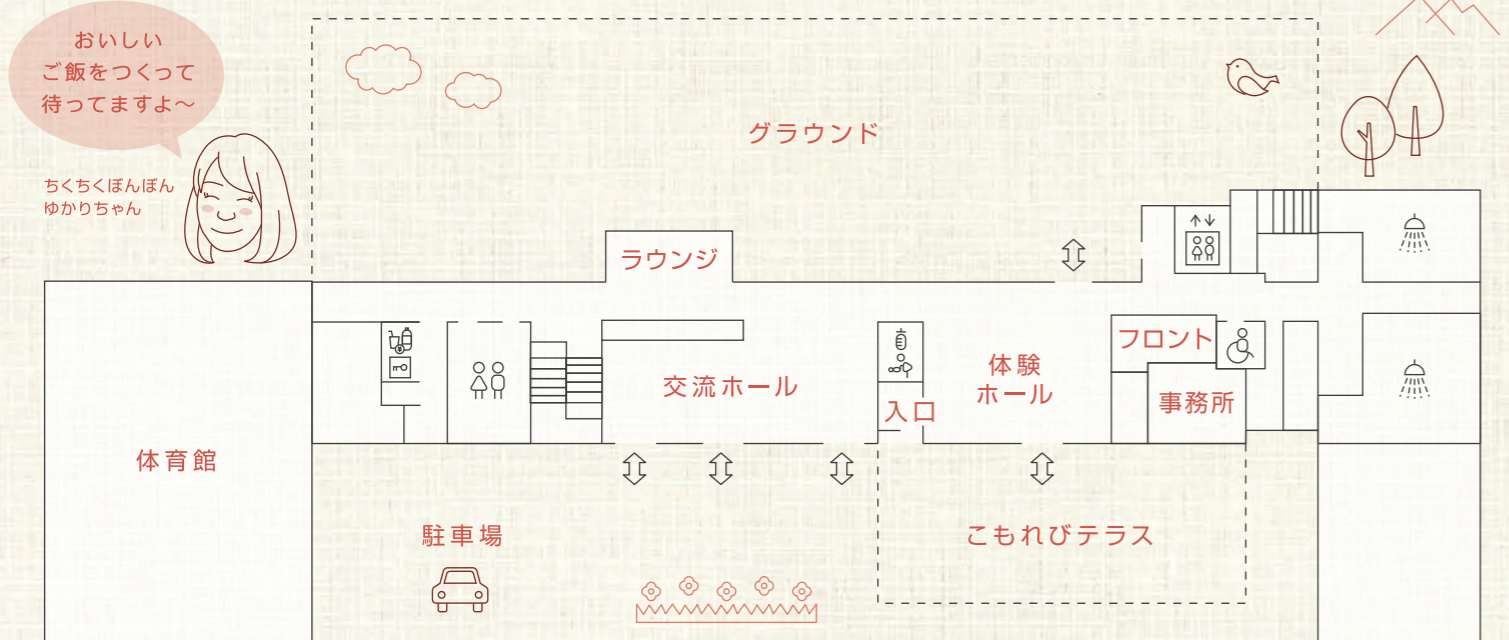 おいしい
ご飯をつくって
待ってますよ～
ちくちくぼんぼん
ゆかりちゃん
グラウンド
ラウンジ
フロント
体験
ホール
交流ホール
入口
事務所
体育館
駐車場
こもれびテラス